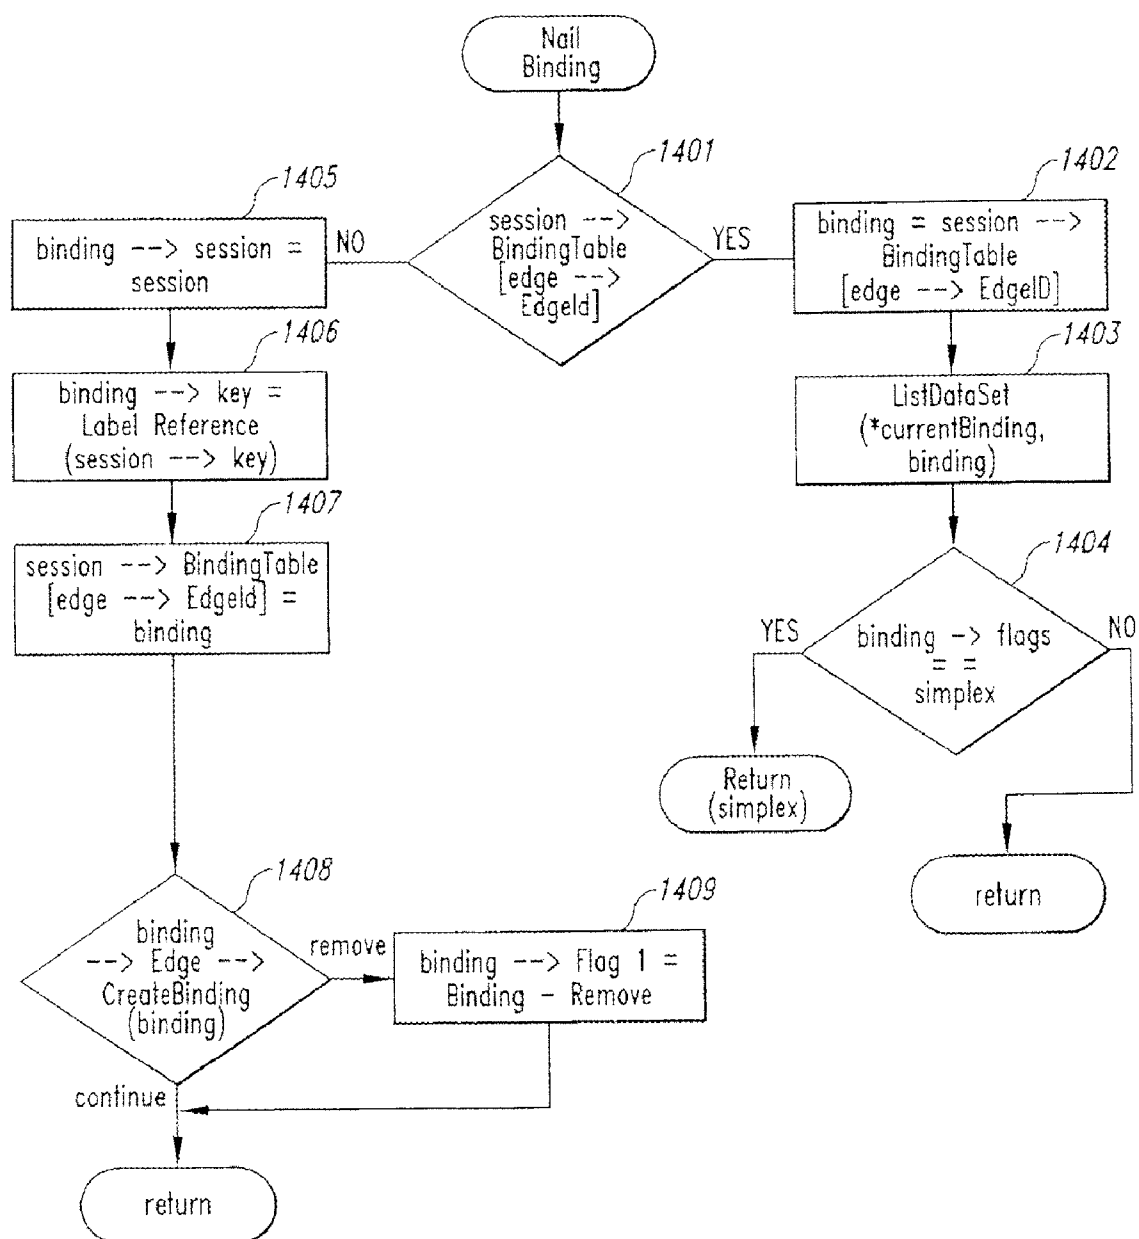 Nail
Binding
1401
session --> 
BindingTable
[edge -->
EdgeId]
NO
YES
1402
binding = session -->
BindingTable
[edge --> EdgeID]
1403
ListDataSet
(*currentBinding,
binding)
1404
binding -> flags
= =
simplex
YES
NO
Return
(simplex)
return
1405
binding --> session =
session
1406
binding --> key =
Label Reference
(session --> key)
1407
session --> BindingTable
[edge --> EdgeId] =
binding
1408
binding
--> Edge -->
CreateBinding
(binding)
remove
1409
binding --> Flag 1 =
Binding - Remove
continue
return